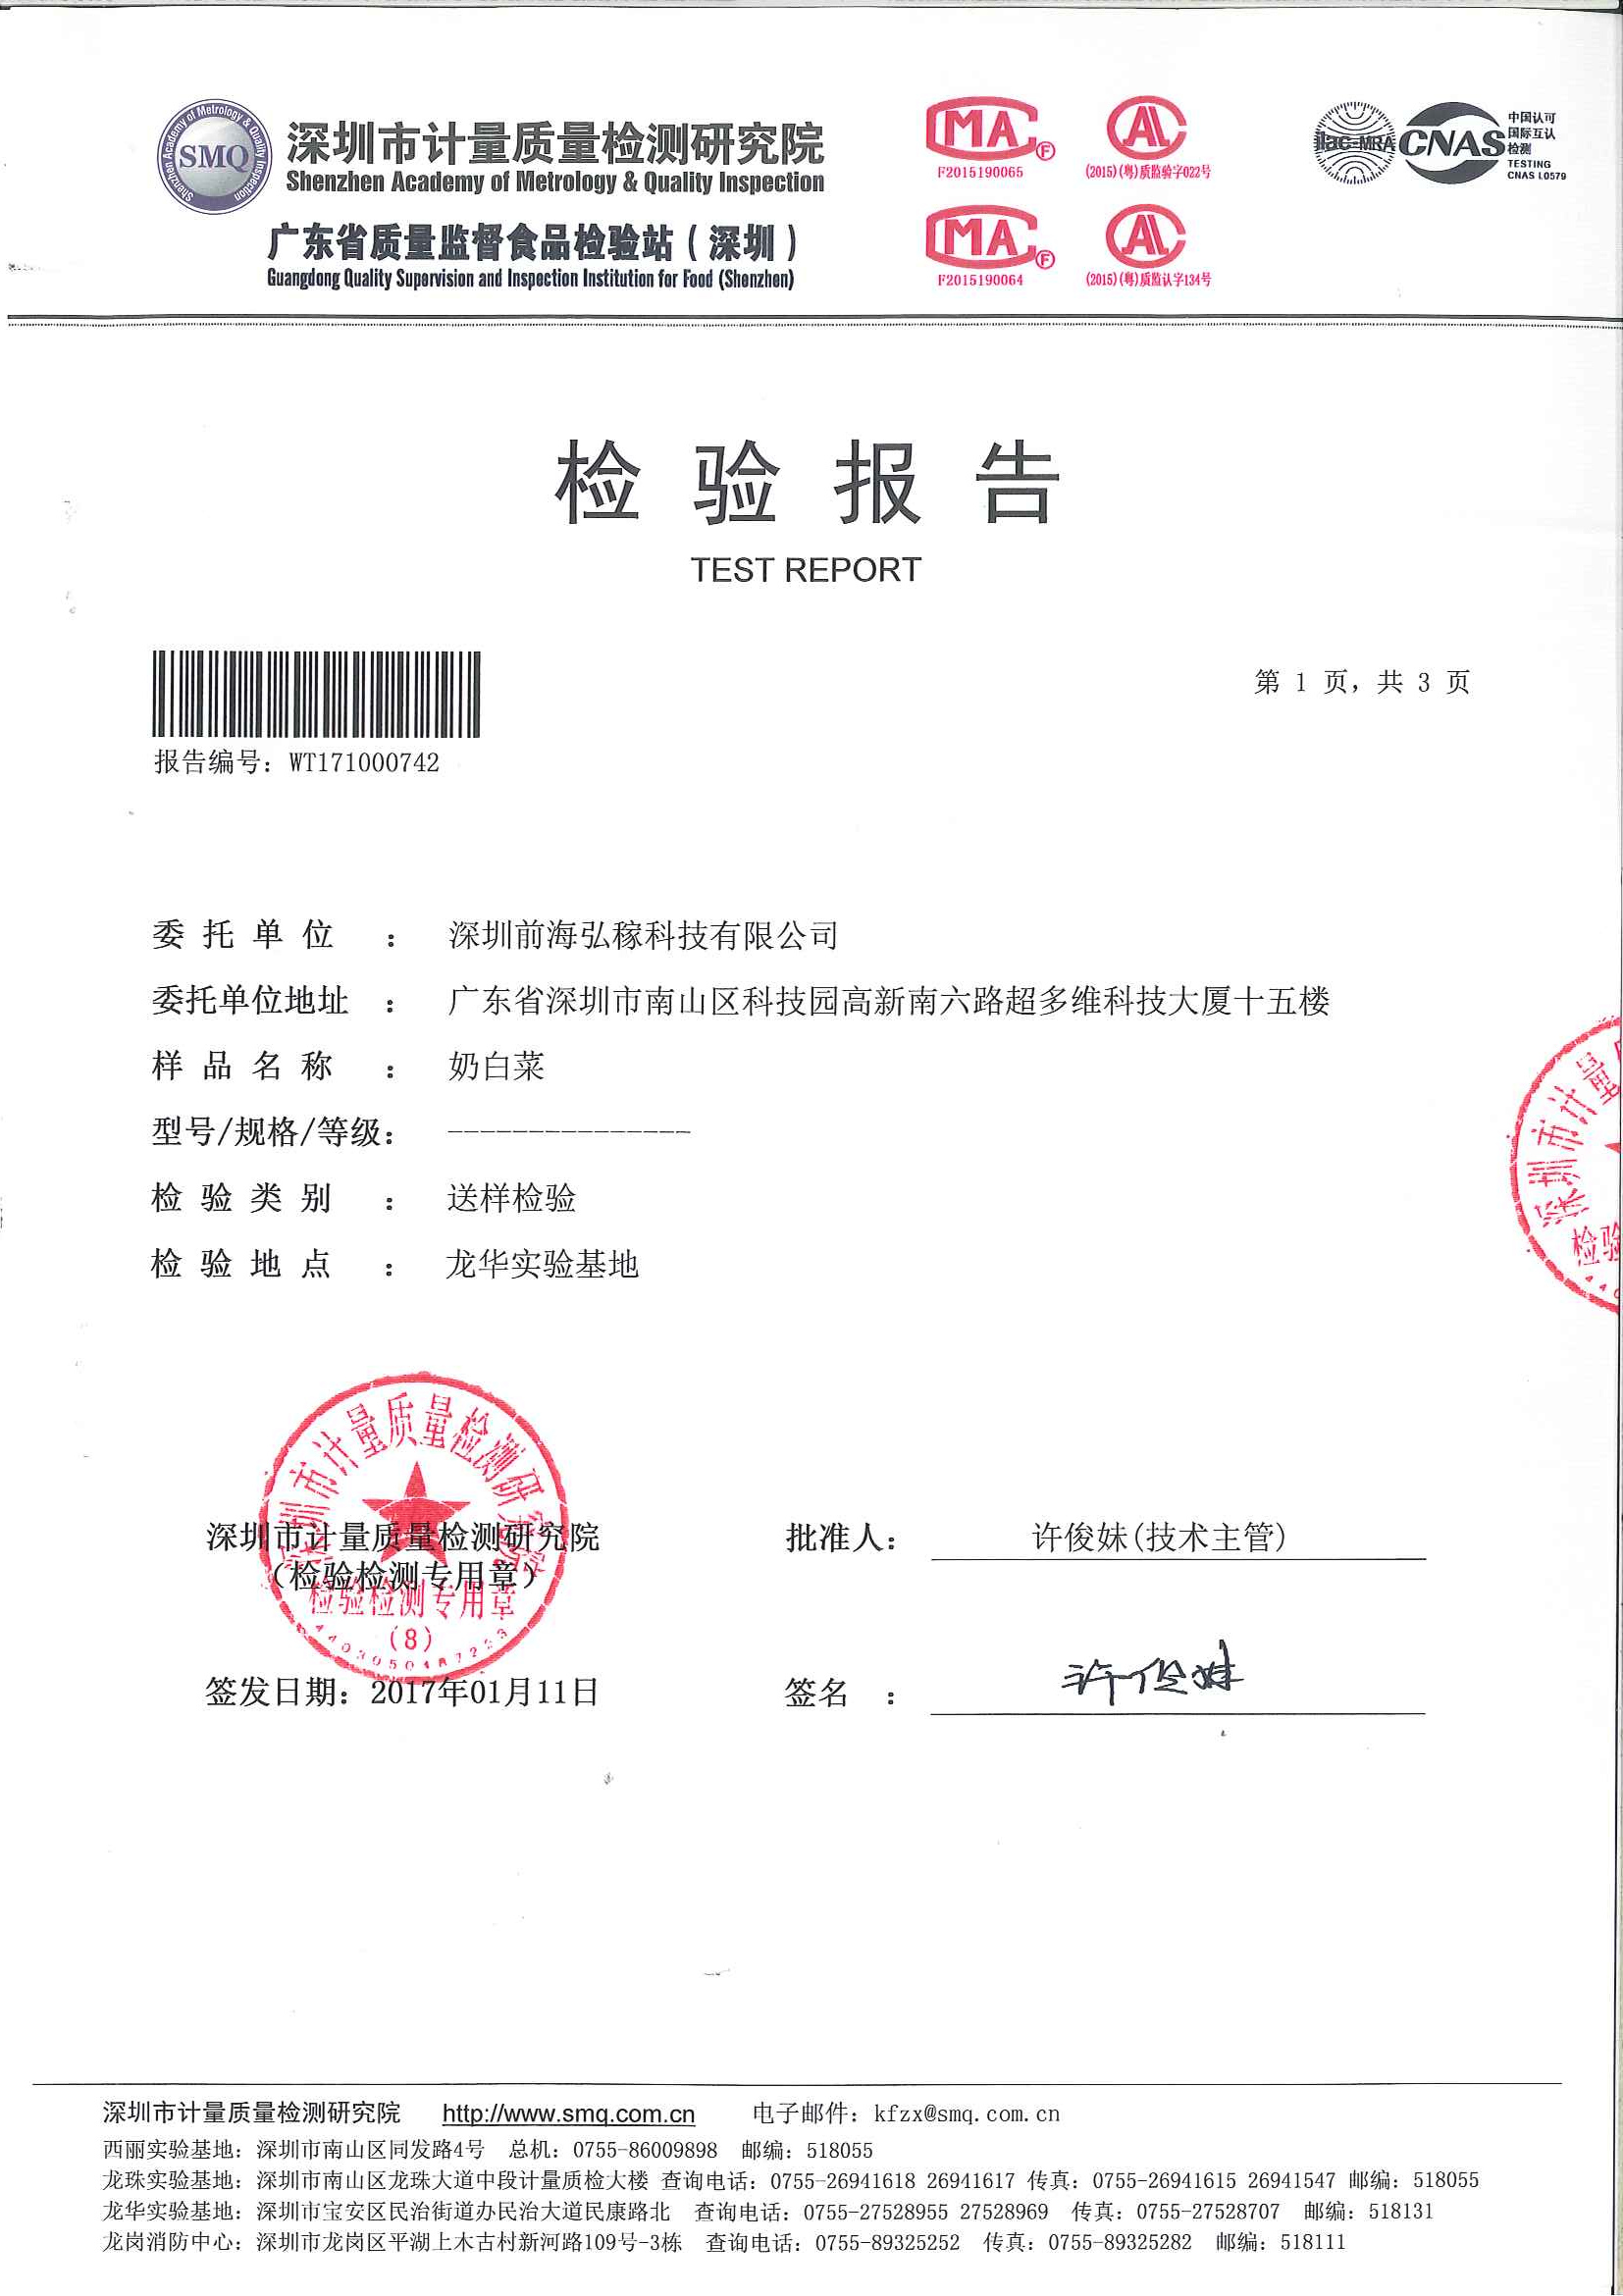 Shenzhen Academy of Metrology & Quality Inspection
SMQ
深圳市计量质量检测研究院
Shenzhen Academy of Metrology & Quality Inspection
广东省质量监督食品检验站（深圳）
Guangdong Quality Supervision and Inspection Institution for Food (Shenzhen)
MA F
F2015190065
AL
(2015)(粤)质监验字022号
MA F
F2015190064
AL
(2015)(粤)质监认字134号
ilac-MRA
CNAS
中国认可
国际互认
检测
TESTING
CNAS L0579
检验报告
TEST REPORT
第 1 页，共 3 页
报告编号：WT171000742
委托单位：深圳前海弘稼科技有限公司
委托单位地址：广东省深圳市南山区科技园高新南六路超多维科技大厦十五楼
样品名称：奶白菜
型号/规格/等级：---------------
检验类别：送样检验
检验地点：龙华实验基地
深圳市计量
检验
440
深圳市计量质量检测研究院
检验检测专用章
(8)
深圳市计量质量检测研究院
（检验检测专用章）
批准人：许俊妹(技术主管)
签发日期：2017年01月11日
签名：许俊妹
深圳市计量质量检测研究院 http://www.smq.com.cn 电子邮件：kfzx@smq.com.cn
西丽实验基地：深圳市南山区同发路4号 总机：0755-86009898 邮编：518055
龙珠实验基地：深圳市南山区龙珠大道中段计量质检大楼 查询电话：0755-26941618 26941617 传真：0755-26941615 26941547 邮编：518055
龙华实验基地：深圳市宝安区民治街道办民治大道民康路北 查询电话：0755-27528955 27528969 传真：0755-27528707 邮编：518131
龙岗消防中心：深圳市龙岗区平湖上木古村新河路109号-3栋 查询电话：0755-89325252 传真：0755-89325282 邮编：518111